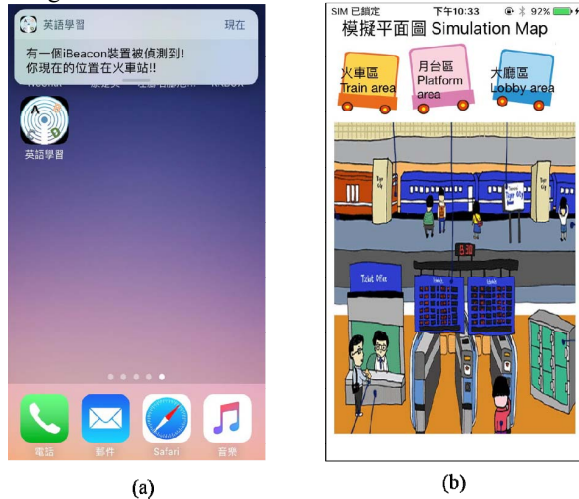 英語學習
現在
有一個iBeacon裝置被偵測到!
你現在的位置在火車站!!
英語學習
電話
郵件
Safari
音樂
(a)
SIM 已鎖定
下午10:33
92%
模擬平面圖 Simulation Map
火車區
Train area
月台區
Platform
area
大廳區
Lobby area
Tiger City
Ticket Office
(b)